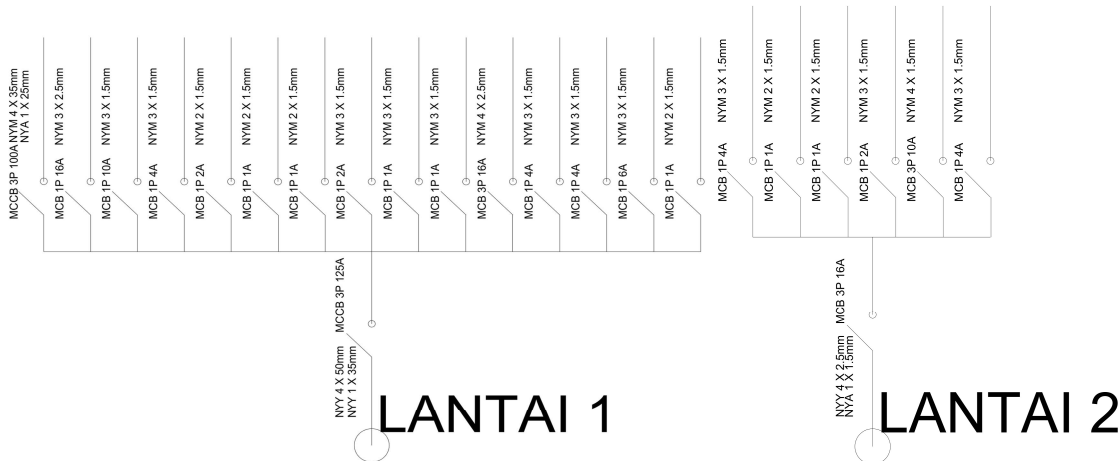 MCCB 3P 100A NYM 4 X 35mm
NYA 1 X 25mm
MCB 1P 16A NYM 3 X 2.5mm
MCB 1P 10A NYM 3 X 1.5mm
MCB 1P 4A NYM 3 X 1.5mm
MCB 1P 2A NYM 2 X 1.5mm
MCB 1P 1A NYM 2 X 1.5mm
MCB 1P 1A NYM 2 X 1.5mm
MCB 1P 2A NYM 3 X 1.5mm
MCB 1P 1A NYM 3 X 1.5mm
MCB 1P 1A NYM 3 X 1.5mm
MCB 3P 16A NYM 4 X 2.5mm
MCB 1P 4A NYM 3 X 1.5mm
MCB 1P 4A NYM 3 X 1.5mm
MCB 1P 6A NYM 3 X 1.5mm
MCB 1P 1A NYM 2 X 1.5mm
MCCB 3P 125A
NYY 4 X 50mm
NYY 1 X 35mm
LANTAI 1
MCB 1P 4A NYM 3 X 1.5mm
MCB 1P 1A NYM 2 X 1.5mm
MCB 1P 1A NYM 2 X 1.5mm
MCB 1P 2A NYM 3 X 1.5mm
MCB 3P 10A NYM 4 X 1.5mm
MCB 1P 4A NYM 3 X 1.5mm
MCB 3P 16A
NYY 4 X 2.5mm
NYA 1 X 1.5mm
LANTAI 2